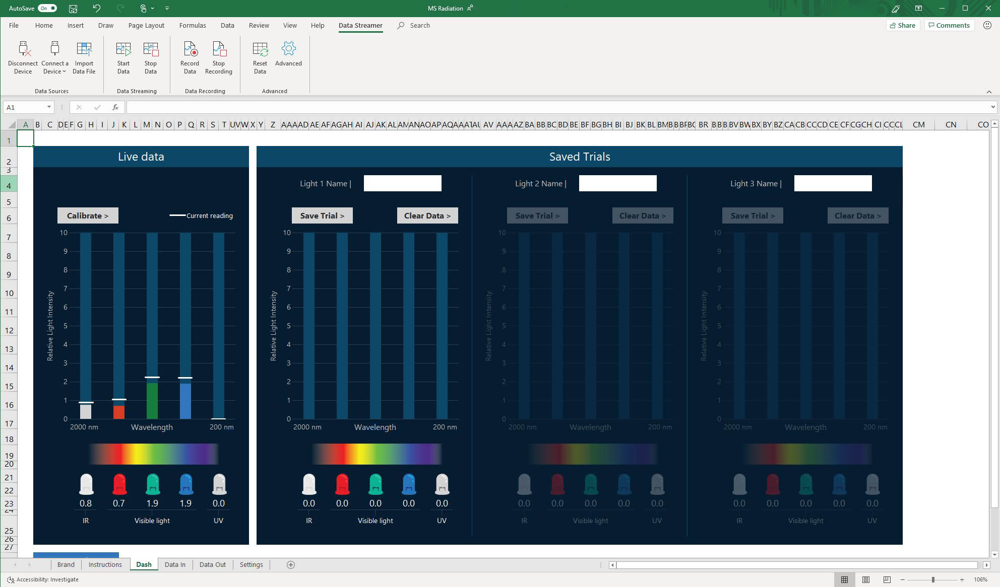 AutoSave On
MS Radiation
File Home Insert Draw Page Layout Formulas Data Review View Help Data Streamer Search
Share Comments
Disconnect Device
Connect a Device
Import Data File
Start Data
Stop Data
Record Data
Stop Recording
Reset Data
Advanced
Data Sources Data Streaming Data Recording Advanced
A1 fx
A B C D E F G H I J K L M N O P Q R S T U V W X Y Z
AE AF AG AH AI AJ AK AL
AV
AZ BA BB BC BD BE BF BG BH BI BJ BK BL
BR
BV BW BX BY BZ CA CB CC CD CE CF CG CH CI
CM CN CO
1
2
3
4
5
6
7
8
9
10
11
12
13
14
15
16
17
18
19
20
21
22
23
24
25
26
27
Live data
Calibrate >
Current reading
10
9
8
7
6
5
4
3
2
1
0
Relative Light Intensity
2000 nm Wavelength 200 nm
0.8 0.7 1.9 1.9 0.0
IR Visible light UV
Saved Trials
Light 1 Name |
Save Trial > Clear Data >
10
9
8
7
6
5
4
3
2
1
0
Relative Light Intensity
2000 nm Wavelength 200 nm
0.0 0.0 0.0 0.0 0.0
IR Visible light UV
Light 2 Name |
Save Trial > Clear Data >
10
9
8
7
6
5
4
3
2
1
0
Relative Light Intensity
2000 nm Wavelength 200 nm
0.0 0.0 0.0 0.0 0.0
IR Visible light UV
Light 3 Name |
Save Trial > Clear Data >
10
9
8
7
6
5
4
3
2
1
0
Relative Light Intensity
2000 nm Wavelength 200 nm
0.0 0.0 0.0 0.0 0.0
IR Visible light UV
Brand Instructions Dash Data In Data Out Settings
Accessibility: Investigate
106%